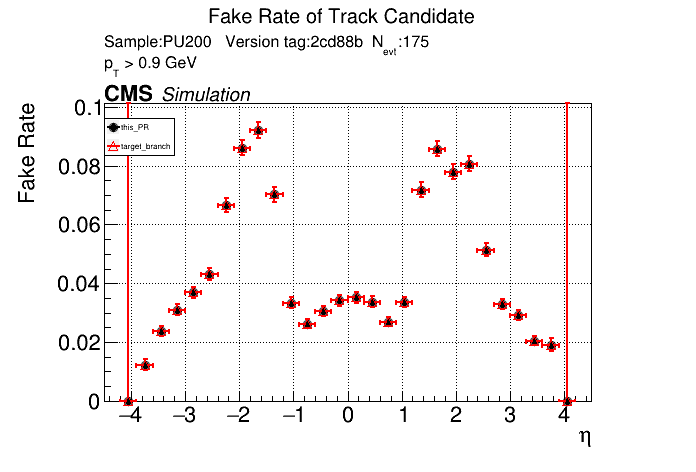 Fake Rate of Track Candidate
Sample:PU200 Version tag:2cd88b N_evt:175
p_T > 0.9 GeV
CMS Simulation
Fake Rate
0.1
0.08
0.06
0.04
0.02
0
this_PR
target_branch
−4 −3 −2 −1 0 1 2 3 4
η